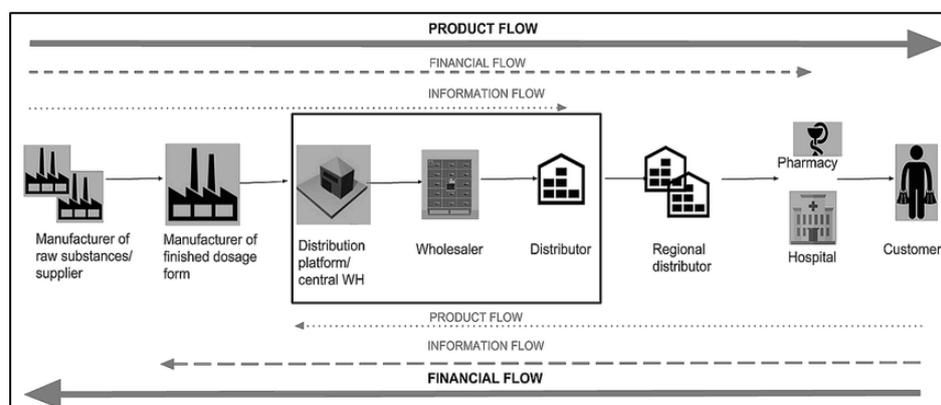 PRODUCT FLOW
FINANCIAL FLOW
INFORMATION FLOW
Manufacturer of
raw substances/
supplier
Manufacturer of
finished dosage
form
Distribution
platform/
central WH
Wholesaler
Distributor
Regional
distributor
Pharmacy
Hospital
Customer
PRODUCT FLOW
INFORMATION FLOW
FINANCIAL FLOW